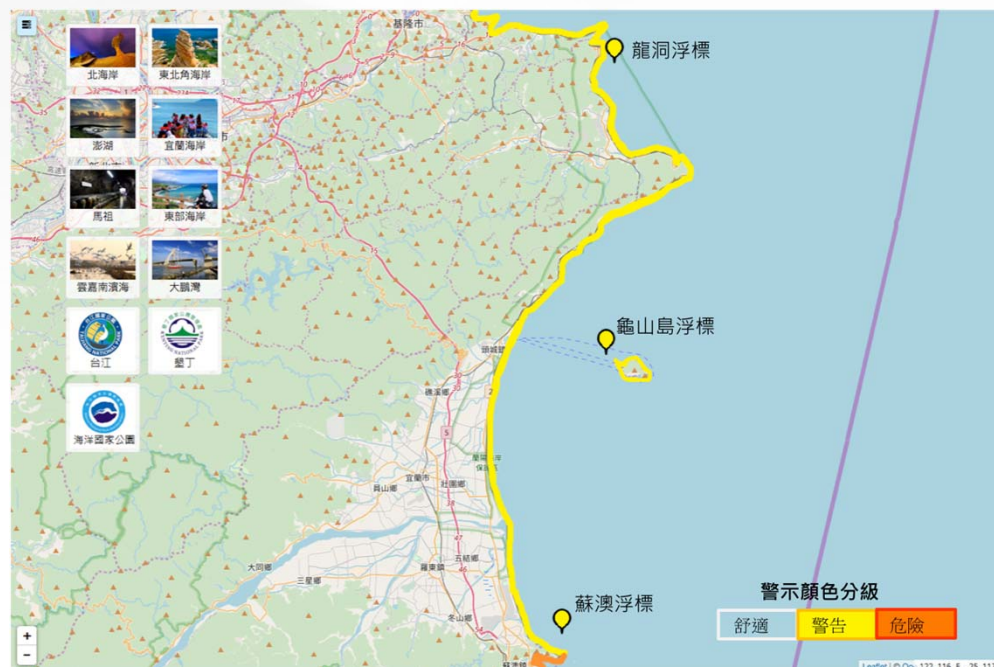 基隆市
龍洞浮標
北海岸
東北角海岸
澎湖
宜蘭海岸
馬祖
東部海岸
雲嘉南濱海
大鵬灣
台江
墾丁
海洋國家公園
龜山島浮標
頭城鎮
礁溪鄉
5
宜蘭市
員山鄉
壯圍鄉
大同鄉
三星鄉
羅東鎮
五結鄉
冬山鄉
蘇澳浮標
警示顏色分級
舒適
警告
危險
+
−